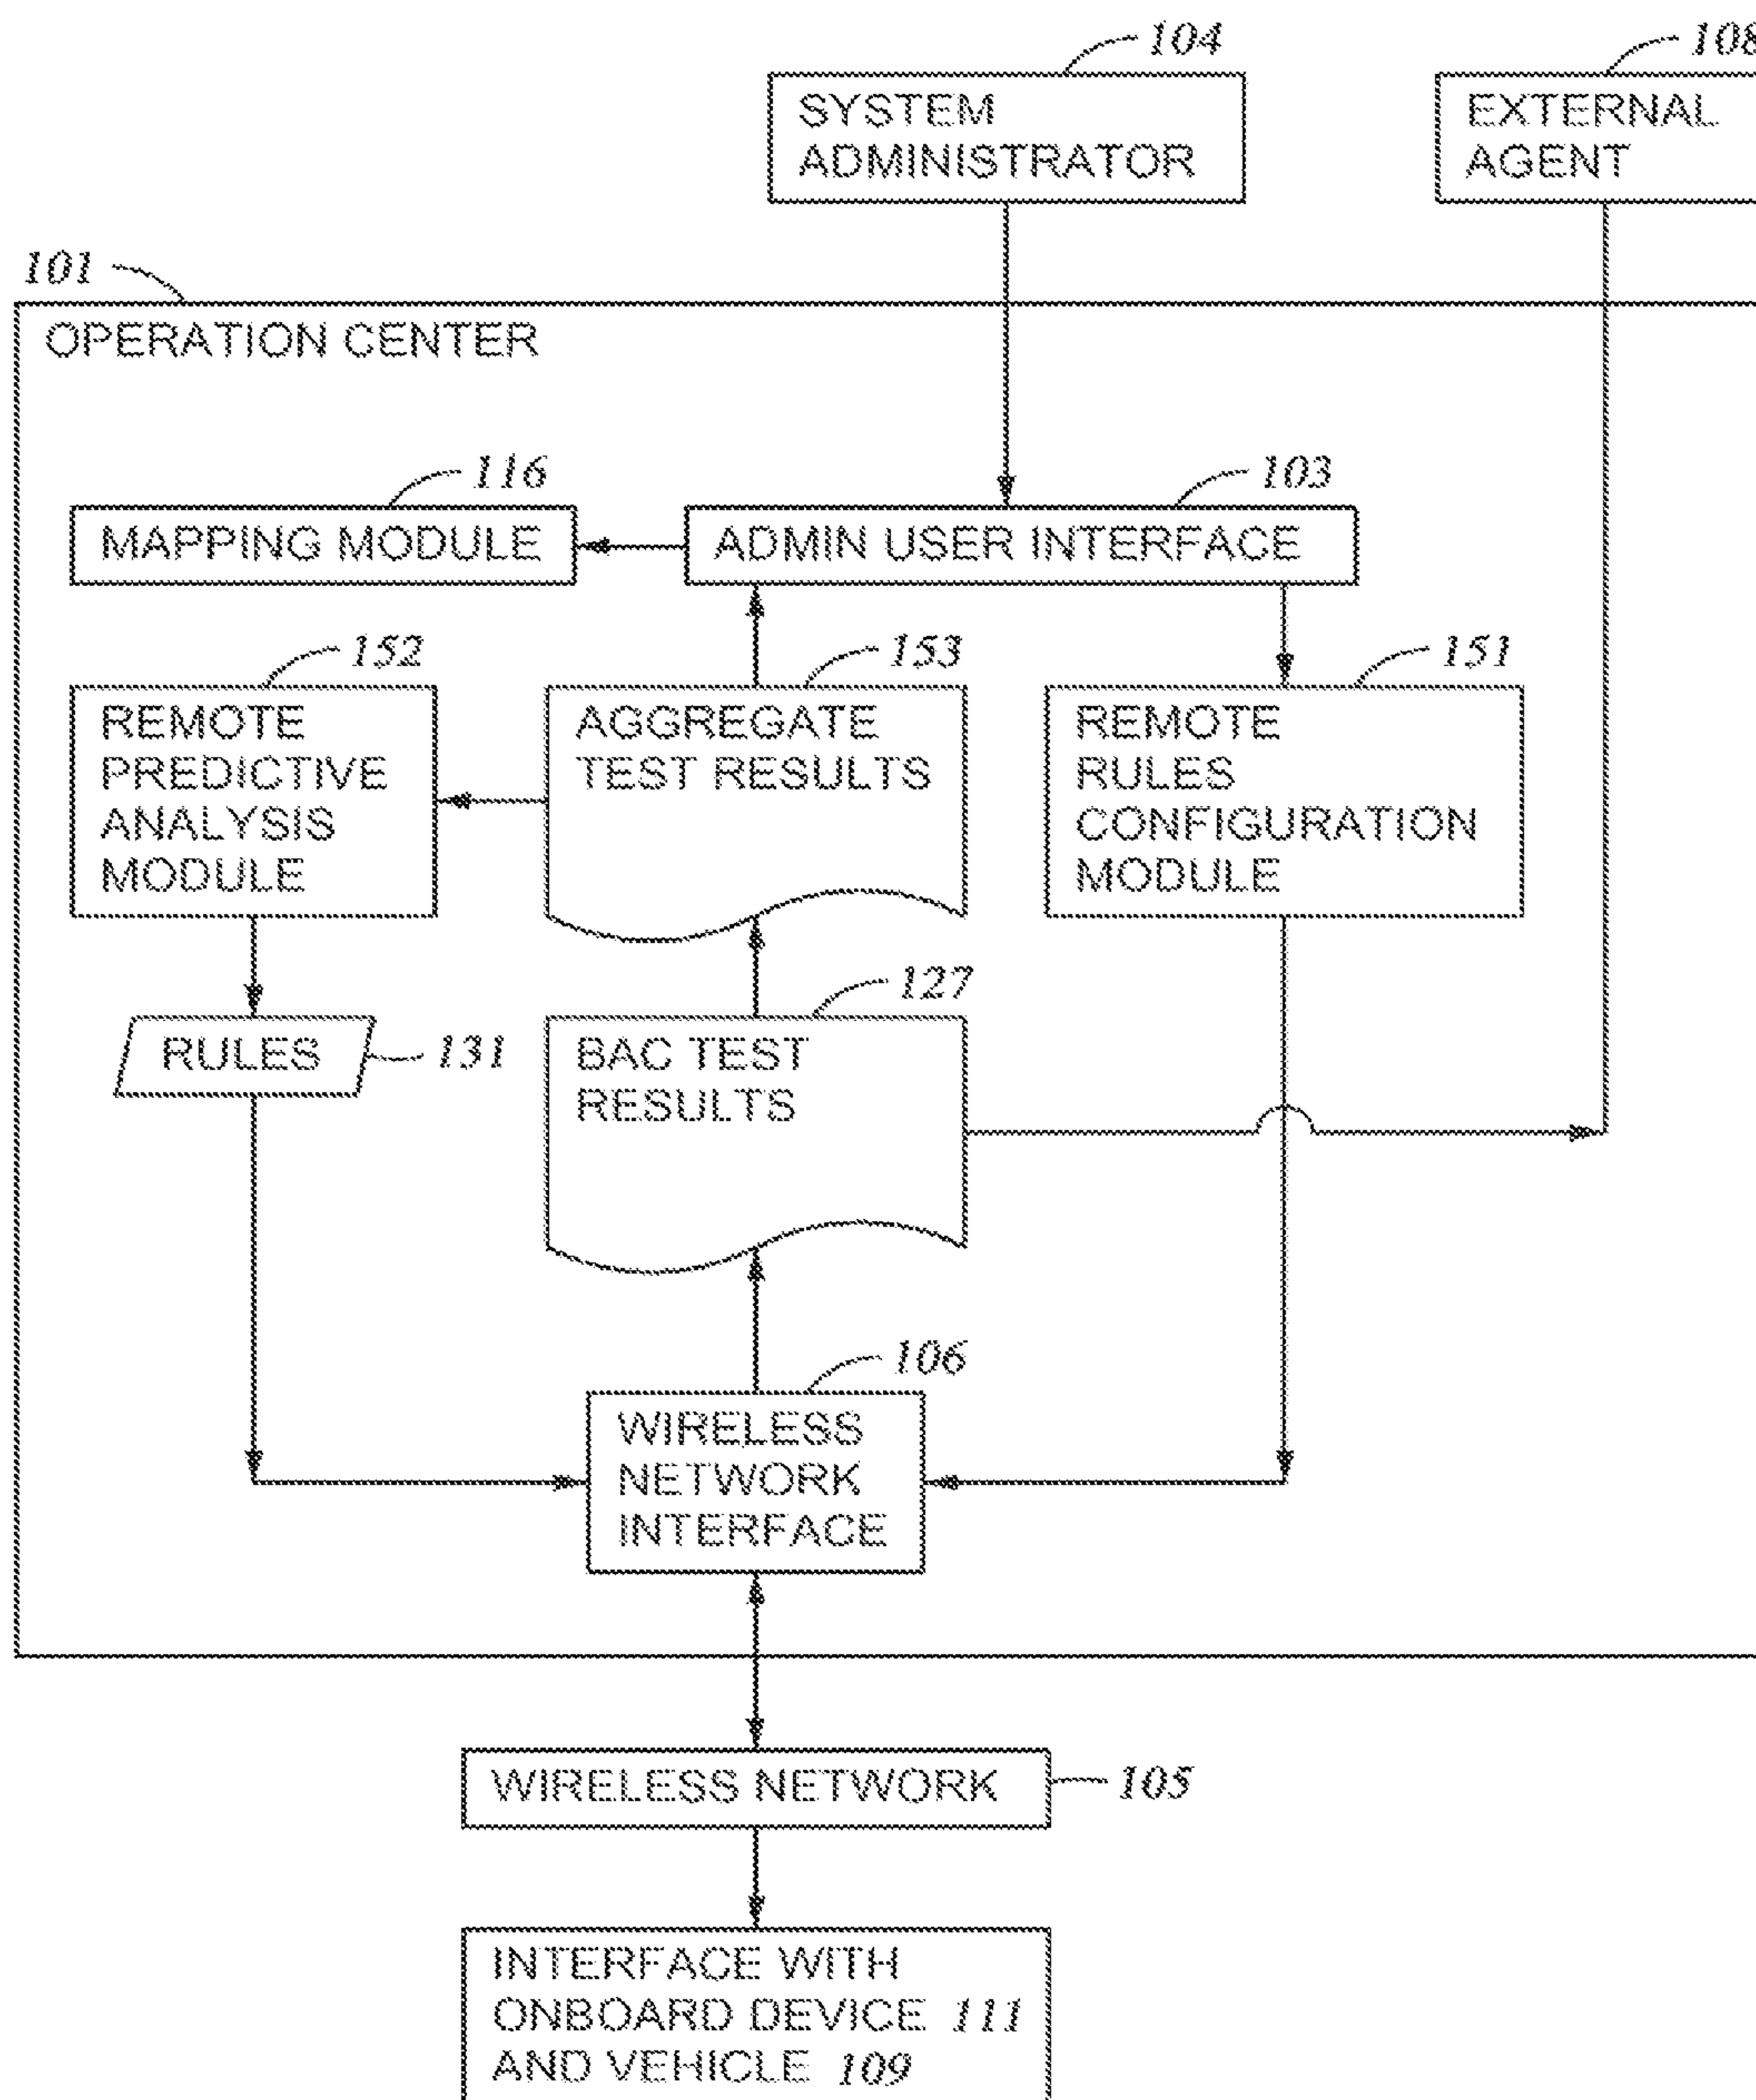 104
108
SYSTEM
ADMINISTRATOR
EXTERNAL
AGENT
101
OPERATION CENTER
116
103
MAPPING MODULE
ADMIN USER INTERFACE
152
153
151
REMOTE
PREDICTIVE
ANALYSIS
MODULE
AGGREGATE
TEST RESULTS
REMOTE
RULES
CONFIGURATION
MODULE
127
RULES
131
BAC TEST
RESULTS
106
WIRELESS
NETWORK
INTERFACE
WIRELESS NETWORK
105
INTERFACE WITH
ONBOARD DEVICE 111
AND VEHICLE 109